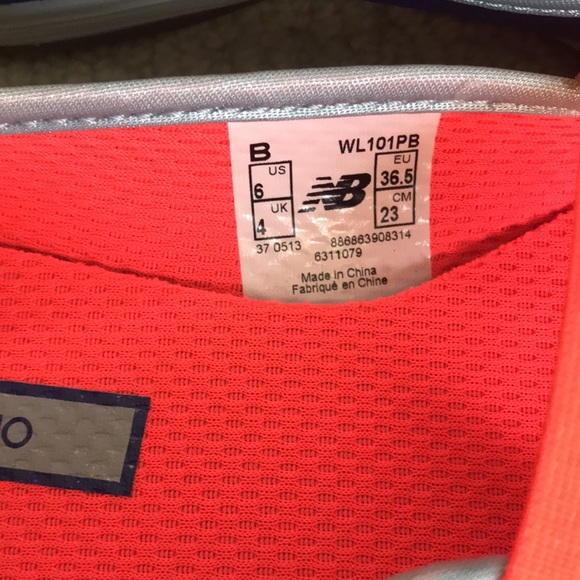 B WL101PB
US 6 UK 4 NB EU 36.5 CM 23
37 0513 886863908314
6311079
Made in China
Fabriqué en Chine